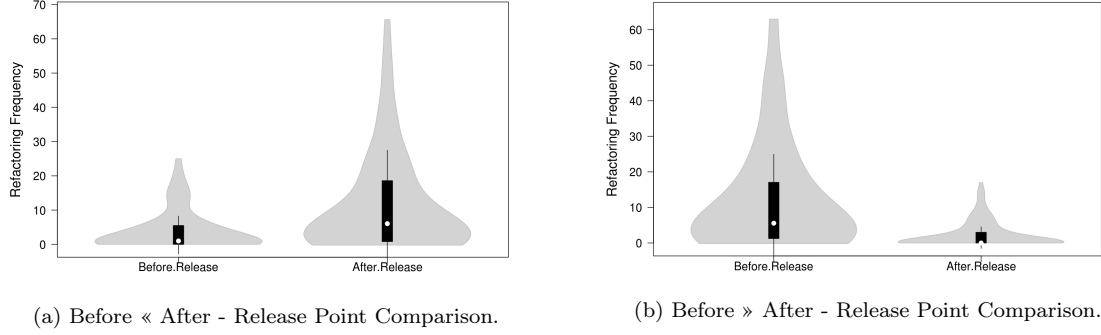 70
60
50
40
30
20
10
0
Refactoring Frequency
Before.Release
After.Release
(a) Before « After - Release Point Comparison.
60
50
40
30
20
10
0
Refactoring Frequency
Before.Release
After.Release
(b) Before » After - Release Point Comparison.